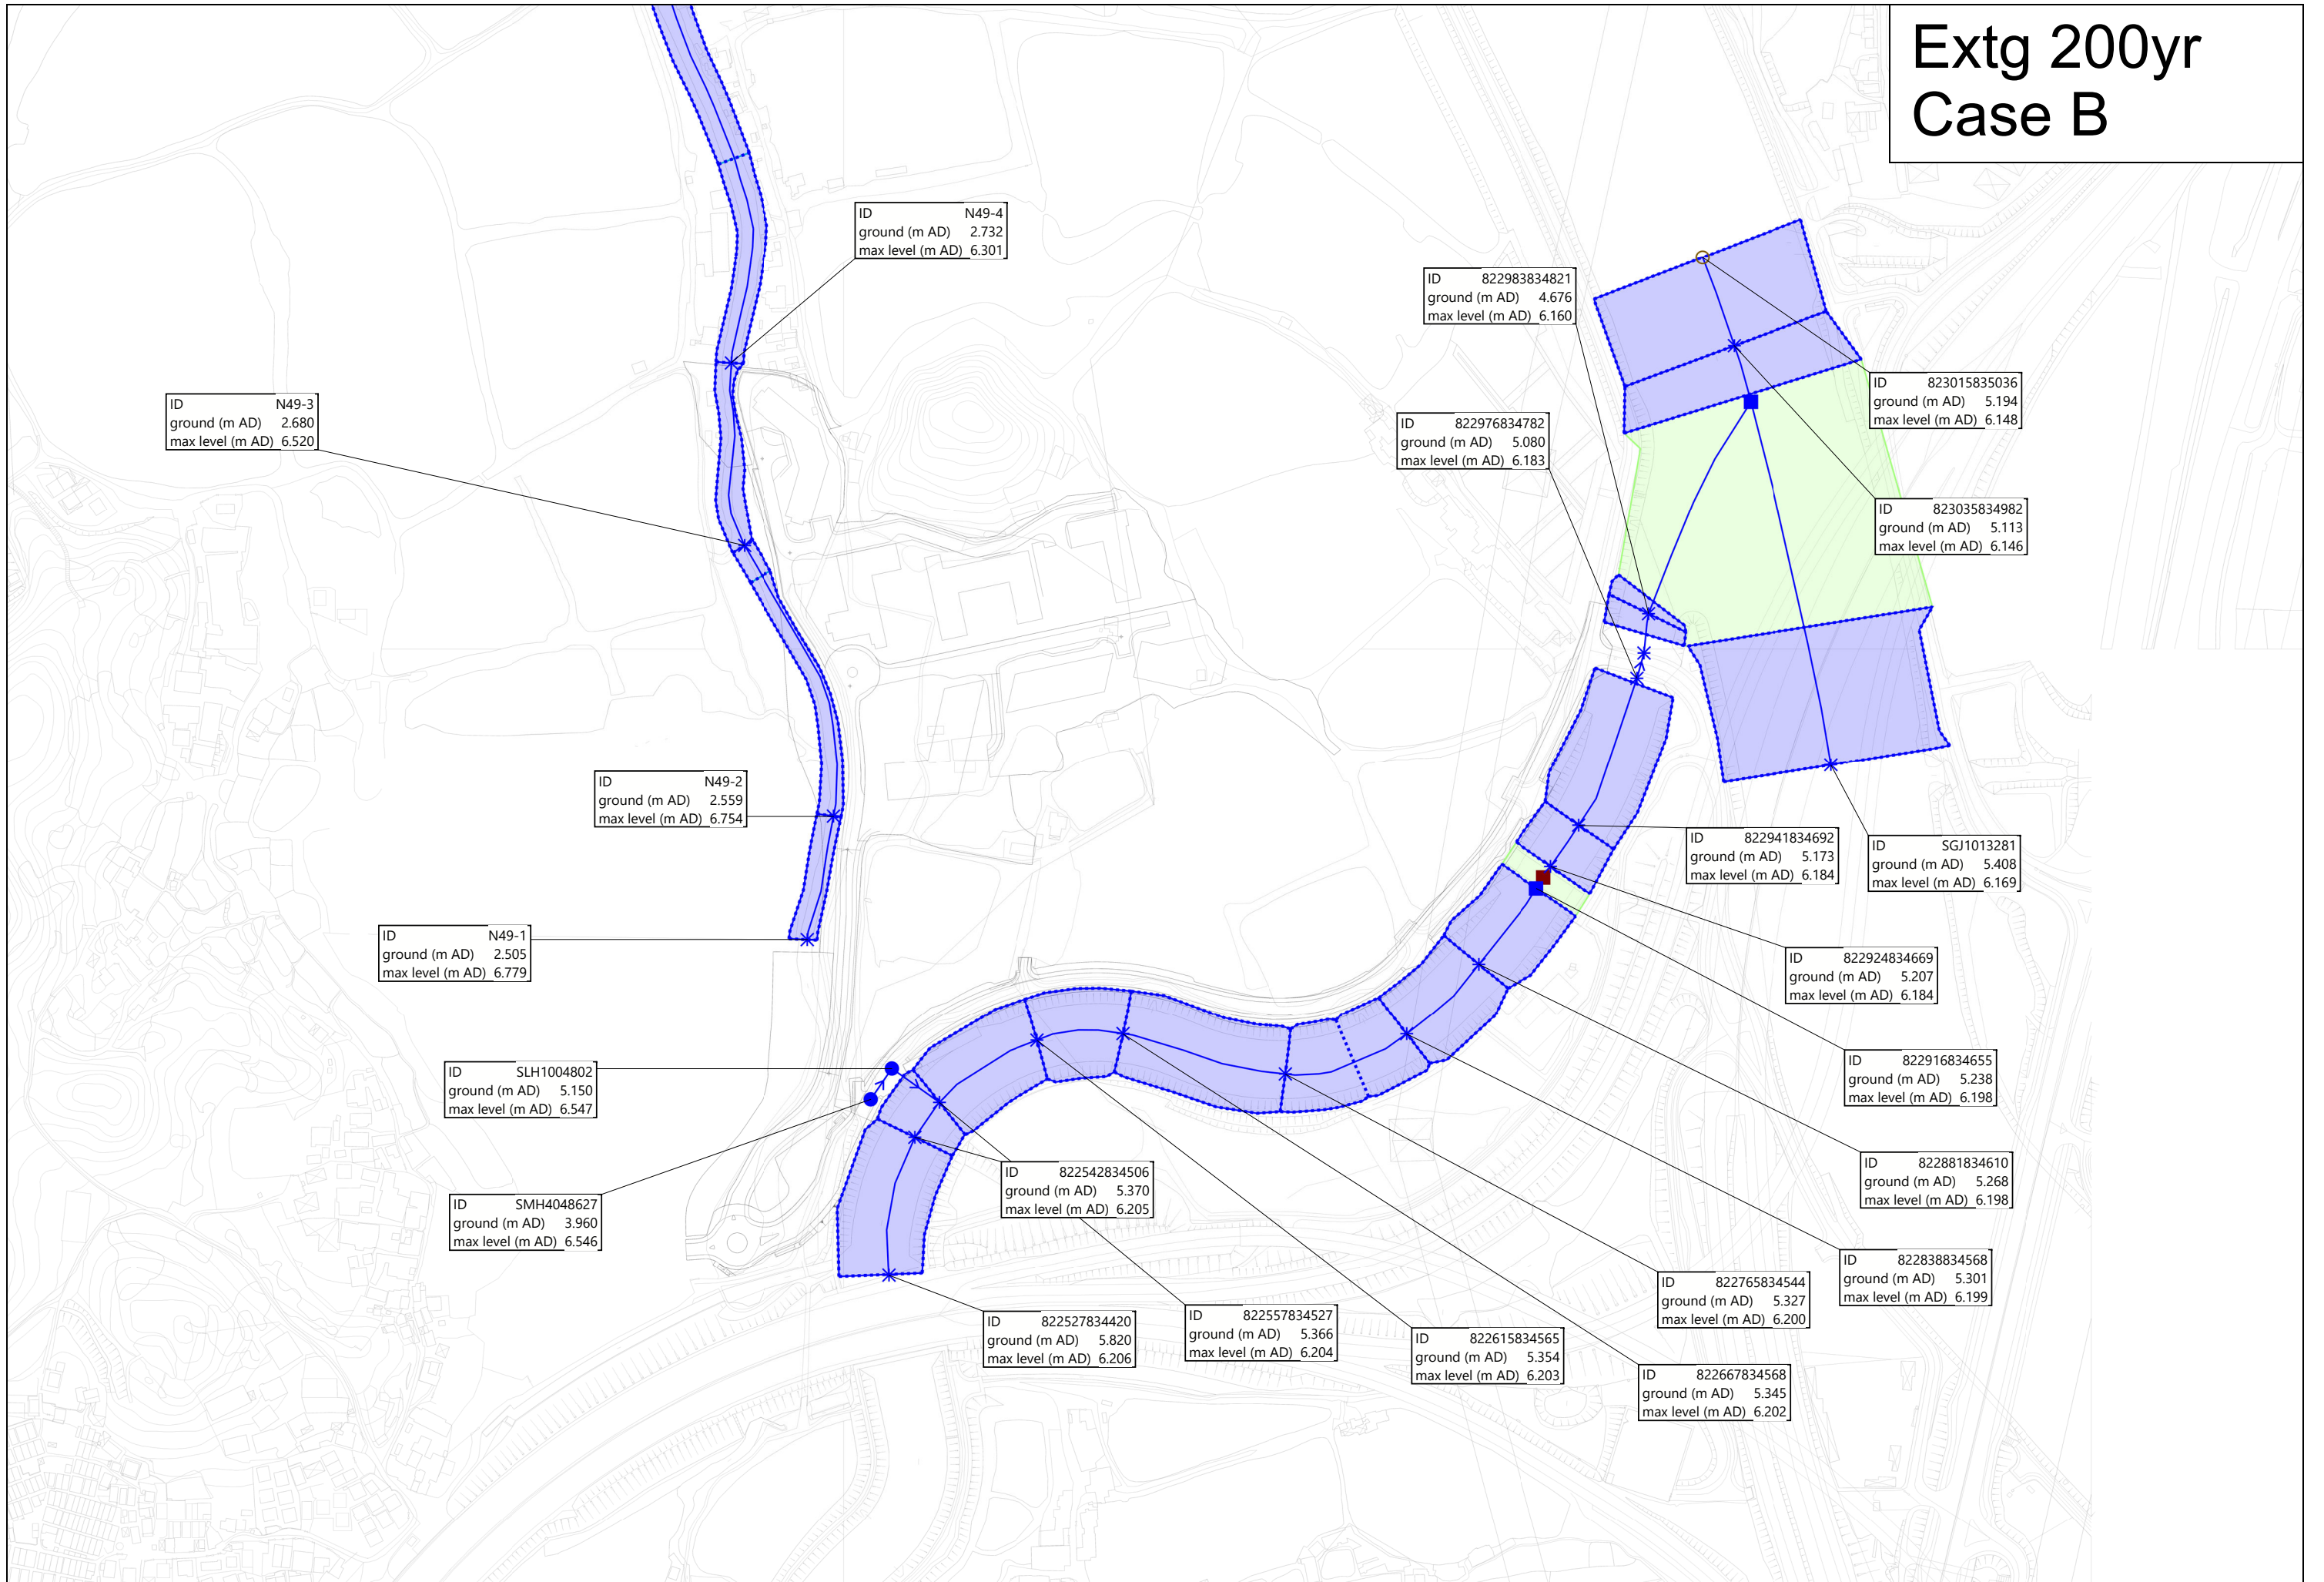 Extg 200yr
Case B
ID N49-4
ground (m AD) 2.732
max level (m AD) 6.301
ID 822983834821
ground (m AD) 4.676
max level (m AD) 6.160
ID 823015835036
ground (m AD) 5.194
max level (m AD) 6.148
ID N49-3
ground (m AD) 2.680
max level (m AD) 6.520
ID 822976834782
ground (m AD) 5.080
max level (m AD) 6.183
ID 823035834982
ground (m AD) 5.113
max level (m AD) 6.146
ID N49-2
ground (m AD) 2.559
max level (m AD) 6.754
ID 822941834692
ground (m AD) 5.173
max level (m AD) 6.184
ID SGJ1013281
ground (m AD) 5.408
max level (m AD) 6.169
ID N49-1
ground (m AD) 2.505
max level (m AD) 6.779
ID 822924834669
ground (m AD) 5.207
max level (m AD) 6.184
ID SLH1004802
ground (m AD) 5.150
max level (m AD) 6.547
ID 822916834655
ground (m AD) 5.238
max level (m AD) 6.198
ID 822542834506
ground (m AD) 5.370
max level (m AD) 6.205
ID 822881834610
ground (m AD) 5.268
max level (m AD) 6.198
ID SMH4048627
ground (m AD) 3.960
max level (m AD) 6.546
ID 822838834568
ground (m AD) 5.301
max level (m AD) 6.199
ID 822765834544
ground (m AD) 5.327
max level (m AD) 6.200
ID 822527834420
ground (m AD) 5.820
max level (m AD) 6.206
ID 822557834527
ground (m AD) 5.366
max level (m AD) 6.204
ID 822615834565
ground (m AD) 5.354
max level (m AD) 6.203
ID 822667834568
ground (m AD) 5.345
max level (m AD) 6.202